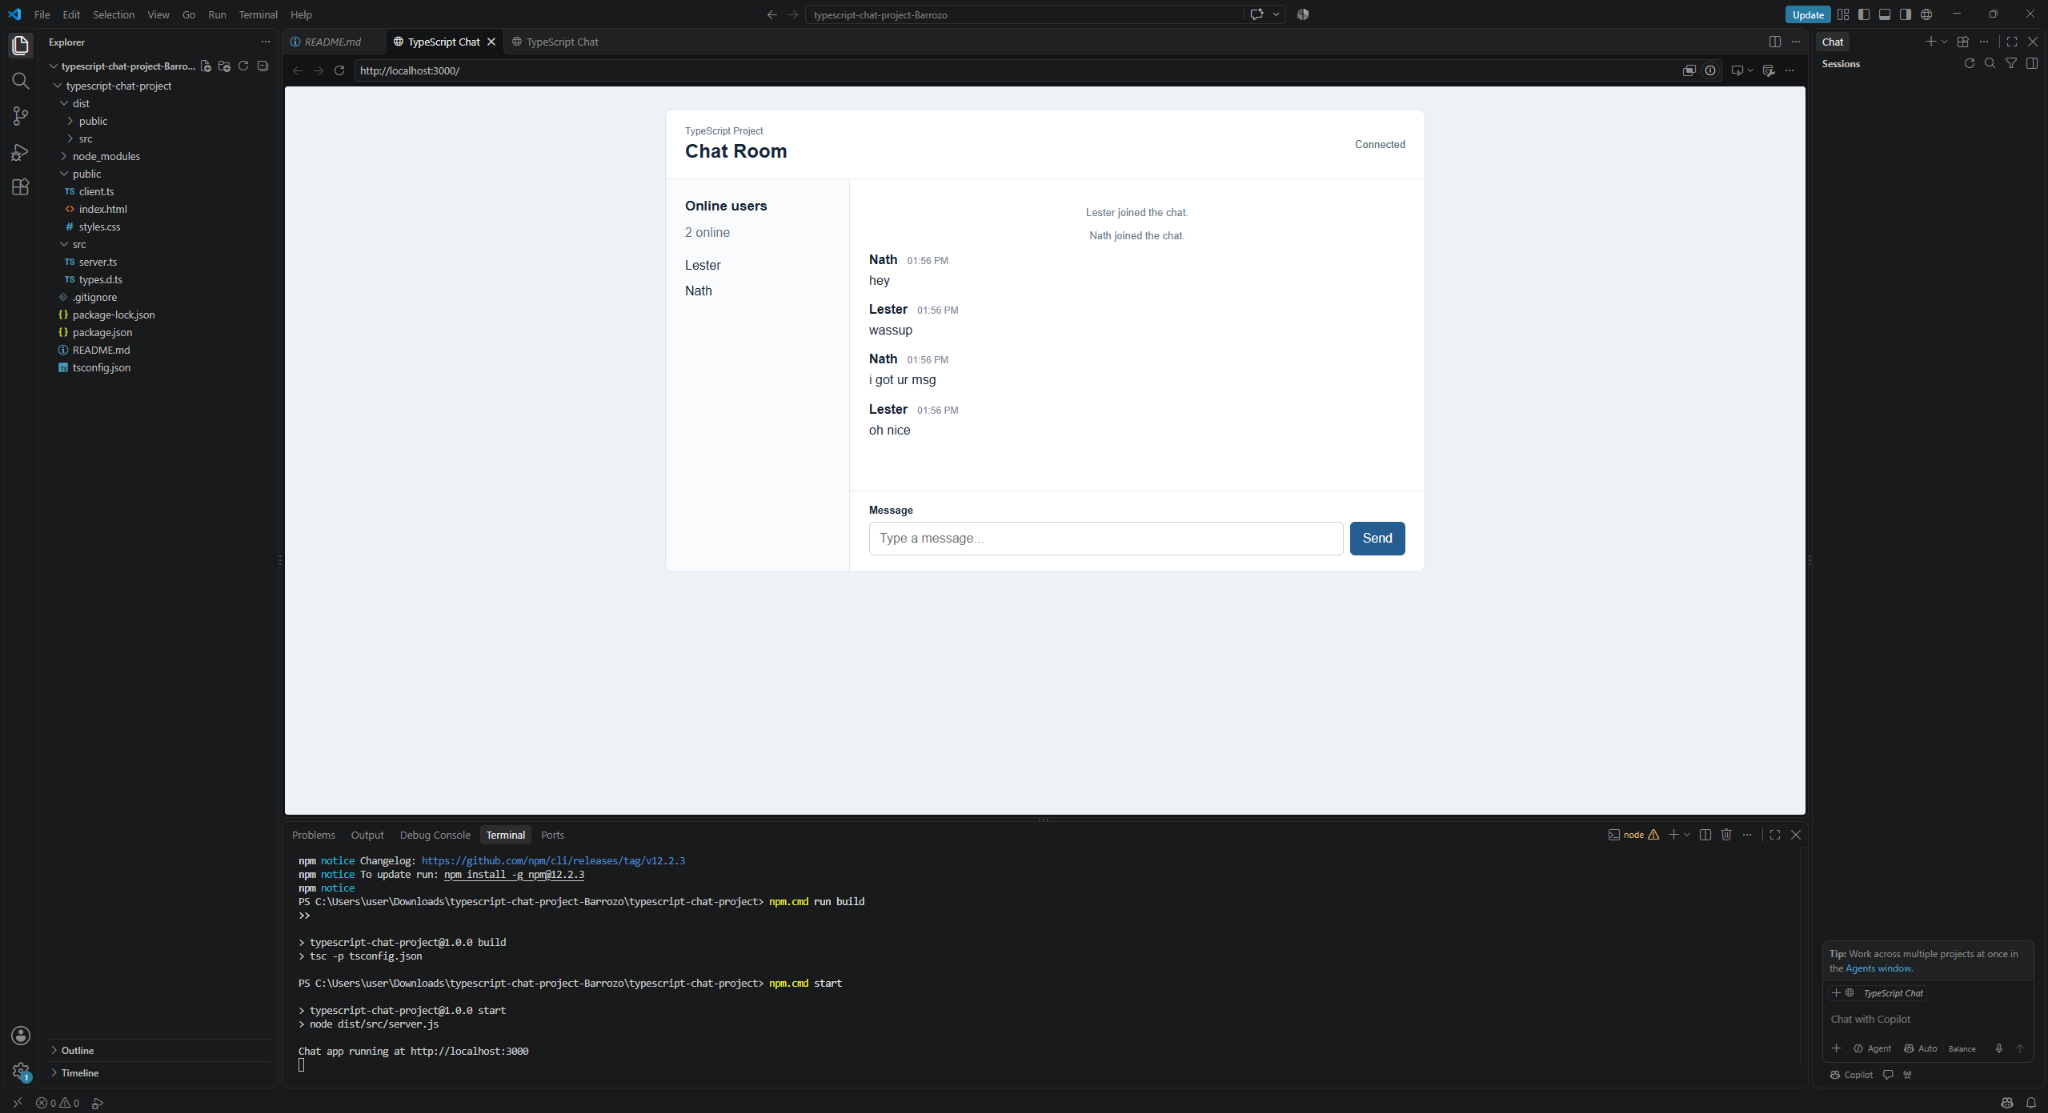 File Edit Selection View Go Run Terminal Help
typescript-chat-project-Barrozo
Update
Explorer
typescript-chat-project-Barro...
typescript-chat-project
dist
public
src
node_modules
public
TS client.ts
<> index.html
# styles.css
src
TS server.ts
TS types.d.ts
.gitignore
{} package-lock.json
{} package.json
README.md
tsconfig.json
Outline
Timeline
README.md
TypeScript Chat
TypeScript Chat
http://localhost:3000/
TypeScript Project
Chat Room
Connected
Online users
2 online
Lester
Nath
Lester joined the chat.
Nath joined the chat.
Nath 01:56 PM
hey
Lester 01:56 PM
wassup
Nath 01:56 PM
i got ur msg
Lester 01:56 PM
oh nice
Message
Type a message...
Send
Problems Output Debug Console Terminal Ports
node
npm notice Changelog: https://github.com/npm/cli/releases/tag/v12.2.3
npm notice To update run: npm install -g npm@12.2.3
npm notice
PS C:\Users\user\Downloads\typescript-chat-project-Barrozo\typescript-chat-project> npm.cmd run build
>>
> typescript-chat-project@1.0.0 build
> tsc -p tsconfig.json
PS C:\Users\user\Downloads\typescript-chat-project-Barrozo\typescript-chat-project> npm.cmd start
> typescript-chat-project@1.0.0 start
> node dist/src/server.js
Chat app running at http://localhost:3000
Chat
Sessions
Tip: Work across multiple projects at once in
the Agents window.
TypeScript Chat
Chat with Copilot
Agent Auto Balance
Copilot
1
0 0